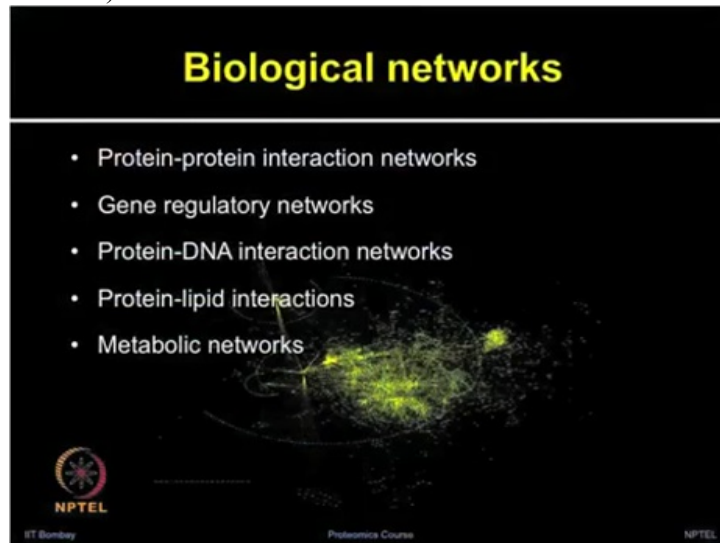 Biological networks
• Protein-protein interaction networks
• Gene regulatory networks
• Protein-DNA interaction networks
• Protein-lipid interactions
• Metabolic networks
NPTEL
IIT Bombay Proteomics Course NPTEL